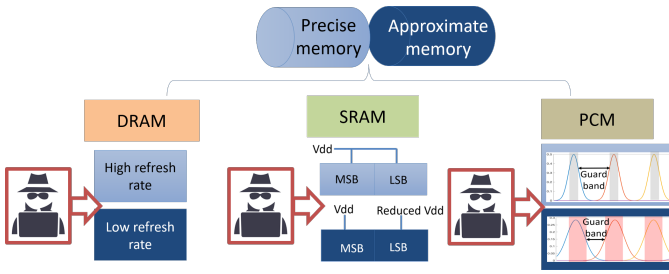 Precise
memory
Approximate
memory
DRAM
SRAM
PCM
High refresh
rate
Low refresh
rate
Vdd
MSB
LSB
Vdd
Reduced Vdd
MSB
LSB
Guard
band
Guard
band